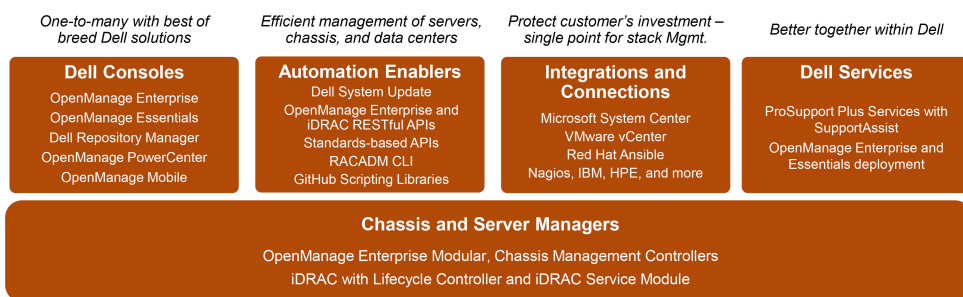 One-to-many with best of
breed Dell solutions
Efficient management of servers,
chassis, and data centers
Protect customer's investment –
single point for stack Mgmt.
Better together within Dell
Dell Consoles
OpenManage Enterprise
OpenManage Essentials
Dell Repository Manager
OpenManage PowerCenter
OpenManage Mobile
Automation Enablers
Dell System Update
OpenManage Enterprise and
iDRAC RESTful APIs
Standards-based APIs
RACADM CLI
GitHub Scripting Libraries
Integrations and
Connections
Microsoft System Center
VMware vCenter
Red Hat Ansible
Nagios, IBM, HPE, and more
Dell Services
ProSupport Plus Services with
SupportAssist
OpenManage Enterprise and
Essentials deployment
Chassis and Server Managers
OpenManage Enterprise Modular, Chassis Management Controllers
iDRAC with Lifecycle Controller and iDRAC Service Module